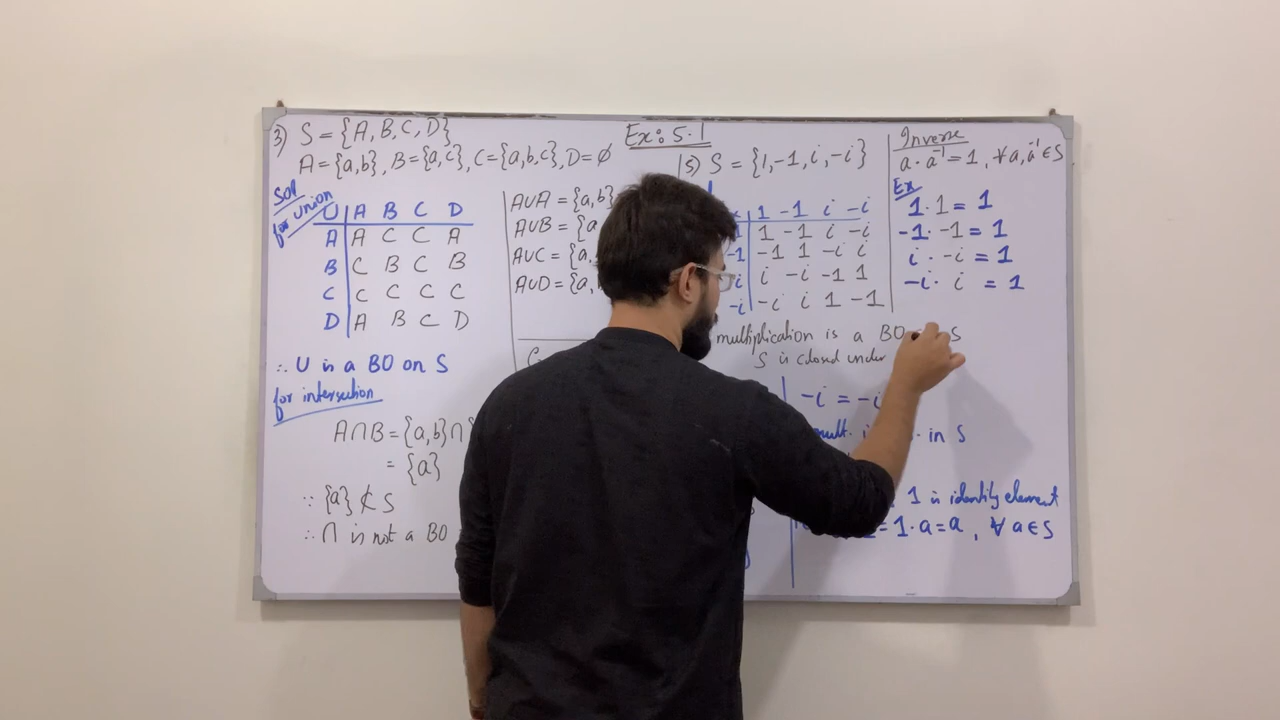 Ex: 5.1
3) S = {A, B, C, D}
A = {a,b}, B = {a,c}, C = {a,b,c}, D = ∅
Sol
for union
∪ A B C D
A A C C A
B C B C B
C C C C C
D A B C D
∴ ∪ is a BO on S
for intersection
A∩B = {a,b}∩
= {a}
∵ {a} ⊄ S
∴ ∩ is not a BO
A∪A = {a,b}
A∪B = {a
A∪C = {a,
A∪D = {a,
5) S = {1, -1, i, -i}
1 -1 i -i
1 -1 i -i
-1 -1 1 -i i
i i -i -1 1
-i -i i 1 -1
multiplication is a BO S
S is closed under
-i = -i
mult. in S
1 is identity element
= 1·a = a , ∀ a ∈ S
Inverse
a · a⁻¹ = 1 , ∀ a, a⁻¹ ∈ S
Ex
1 · 1 = 1
-1 · -1 = 1
i · -i = 1
-i · i = 1